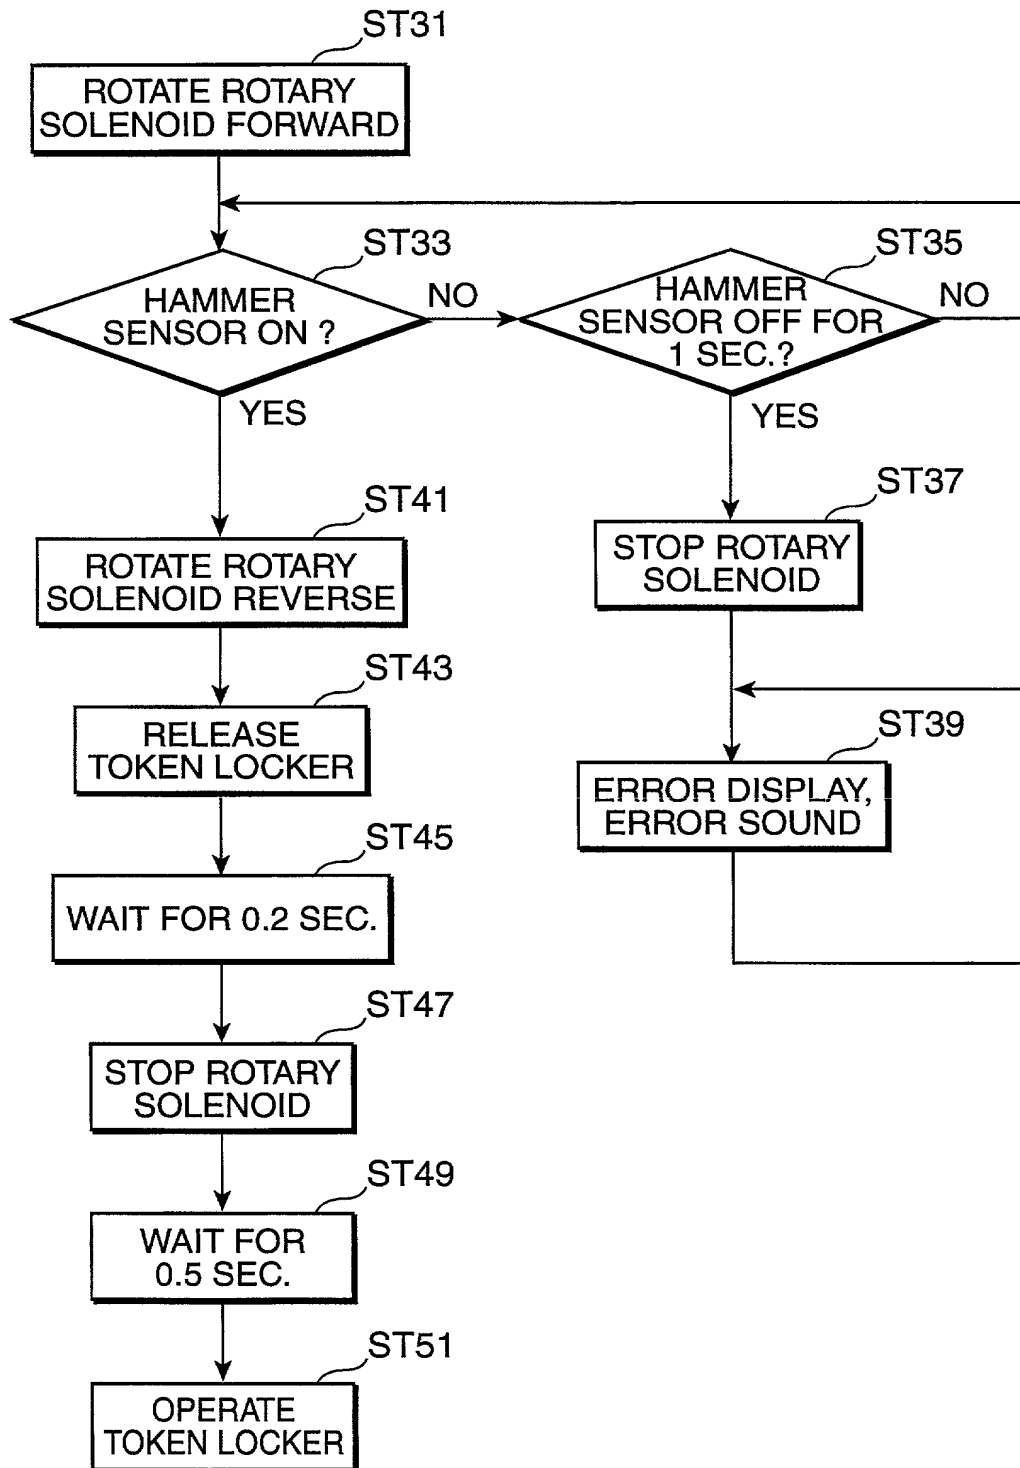 ST31
ROTATE ROTARY
SOLENOID FORWARD
ST33
HAMMER
SENSOR ON ?
NO
YES
ST35
HAMMER
SENSOR OFF FOR
1 SEC.?
NO
YES
ST37
STOP ROTARY
SOLENOID
ST39
ERROR DISPLAY,
ERROR SOUND
ST41
ROTATE ROTARY
SOLENOID REVERSE
ST43
RELEASE
TOKEN LOCKER
ST45
WAIT FOR 0.2 SEC.
ST47
STOP ROTARY
SOLENOID
ST49
WAIT FOR
0.5 SEC.
ST51
OPERATE
TOKEN LOCKER